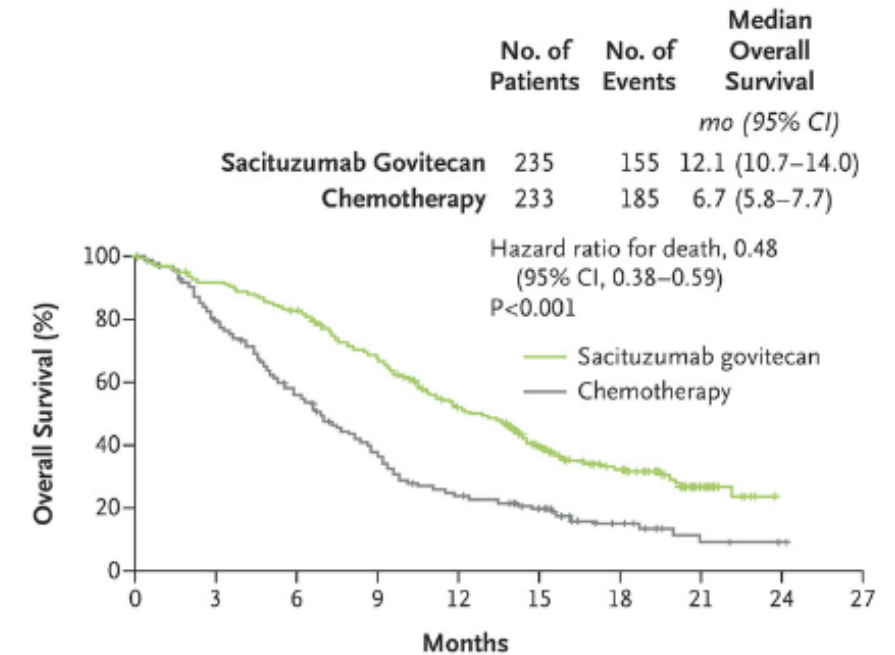 Median
No. of No. of Overall
Patients Events Survival
mo (95% CI)
Sacituzumab Govitecan 235 155 12.1 (10.7–14.0)
Chemotherapy 233 185 6.7 (5.8–7.7)
Hazard ratio for death, 0.48
(95% CI, 0.38–0.59)
P<0.001
Sacituzumab govitecan
Chemotherapy
Overall Survival (%)
100
80
60
40
20
0
0 3 6 9 12 15 18 21 24 27
Months